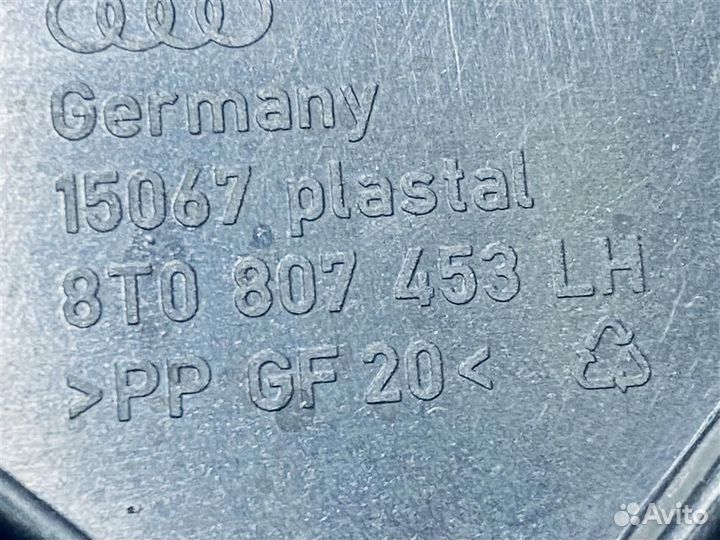 Germany
15067 plastal
8T0 807 453 LH
>PP GF 20<
Avito